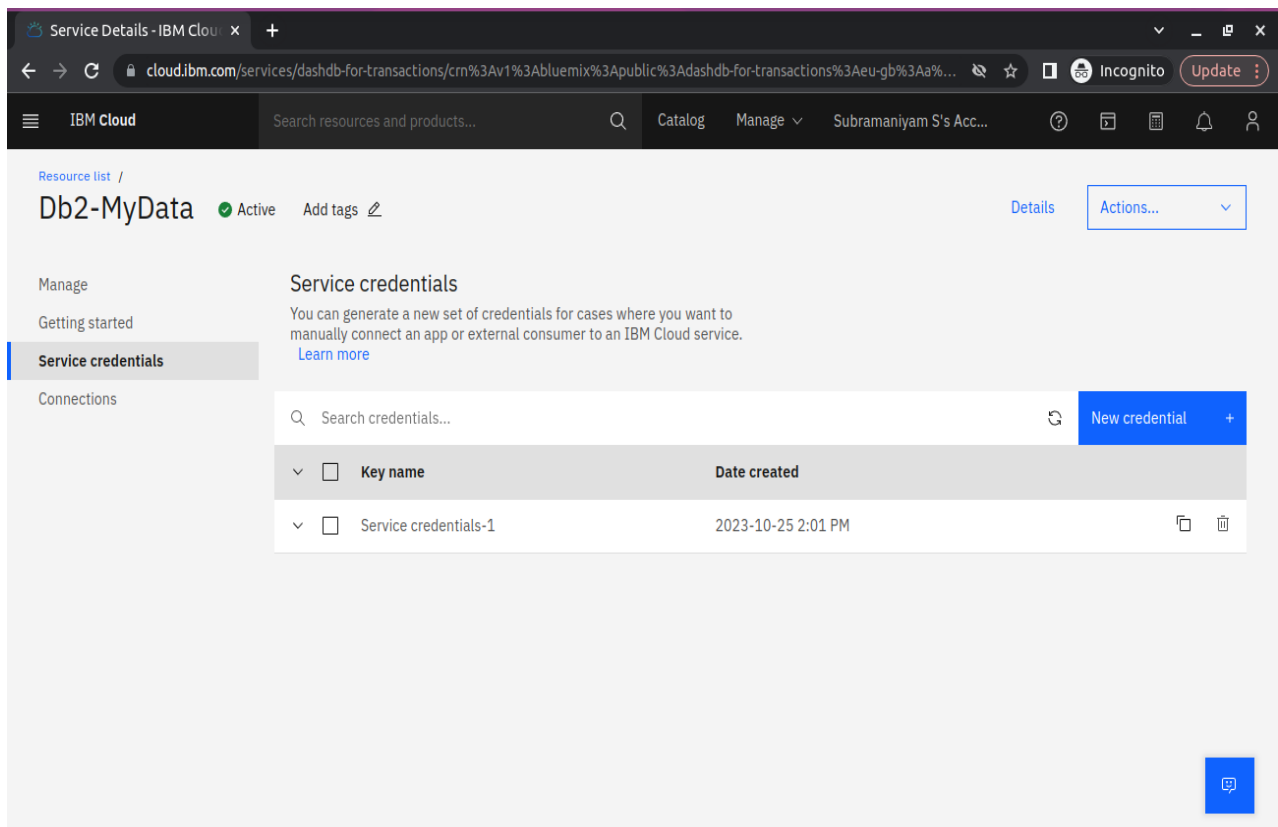 Service Details - IBM Clou
cloud.ibm.com/services/dashdb-for-transactions/crn%3Av1%3Abluemix%3Apublic%3Adashdb-for-transactions%3Aeu-gb%3Aa%... Incognito Update
IBM Cloud Search resources and products... Catalog Manage Subramaniyam S's Acc...
Resource list /
Db2-MyData Active Add tags Details Actions...
Manage
Getting started
Service credentials
Connections
Service credentials
You can generate a new set of credentials for cases where you want to
manually connect an app or external consumer to an IBM Cloud service.
Learn more
Search credentials... New credential +
Key name Date created
Service credentials-1 2023-10-25 2:01 PM